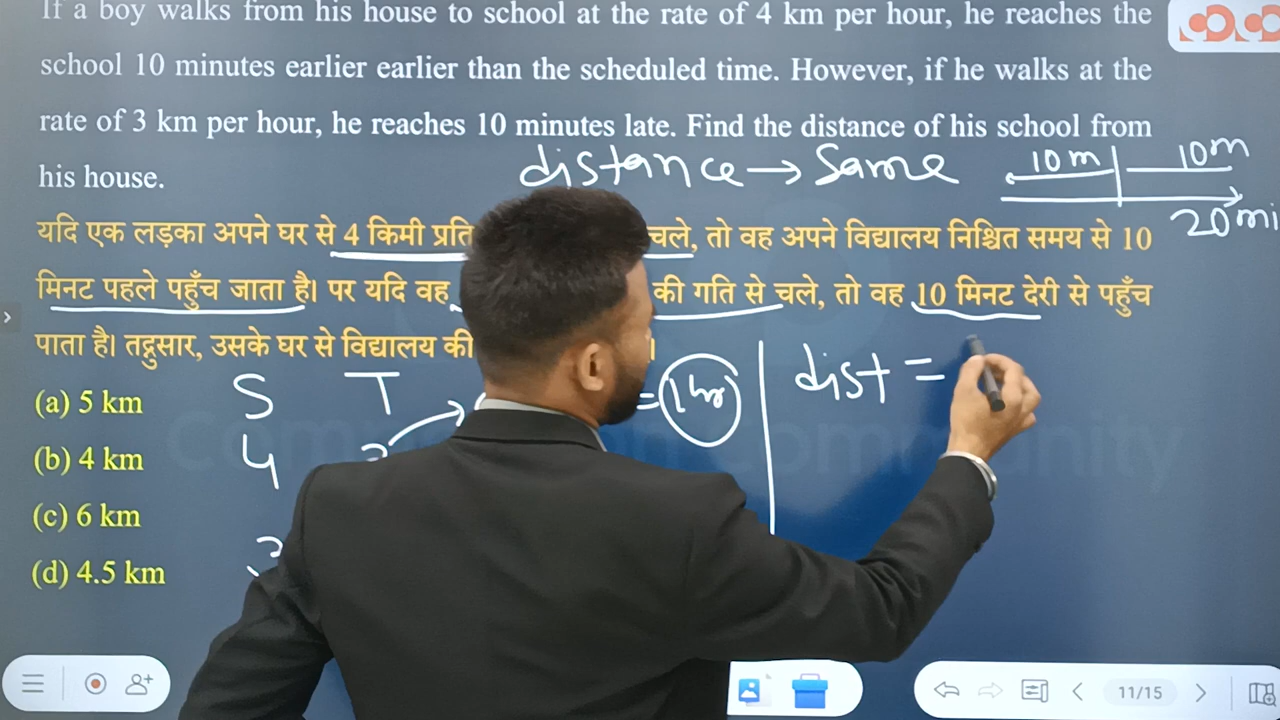 If a boy walks from his house to school at the rate of 4 km per hour, he reaches the
school 10 minutes earlier earlier than the scheduled time. However, if he walks at the
rate of 3 km per hour, he reaches 10 minutes late. Find the distance of his school from
his house.
distance → Same
10m 10m
20mi
यदि एक लड़का अपने घर से 4 किमी प्रति चले, तो वह अपने विद्यालय निश्चित समय से 10
मिनट पहले पहुँच जाता है। पर यदि वह की गति से चले, तो वह 10 मिनट देरी से पहुँच
पाता है। तद्नुसार, उसके घर से विद्यालय की
(a) 5 km
(b) 4 km
(c) 6 km
(d) 4.5 km
S T
4 3
3
= 1 hr
dist =
Community
11/15